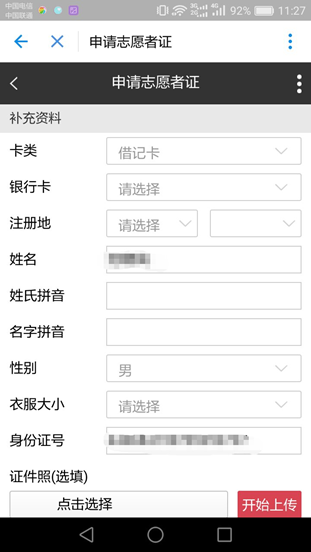 中国电信 3G 4G 92% 11:27
中国联通 2G
申请志愿者证
申请志愿者证
补充资料
卡类 借记卡
银行卡 请选择
注册地 请选择
姓名
姓氏拼音
名字拼音
性别 男
衣服大小 请选择
身份证号
证件照(选填)
点击选择 开始上传